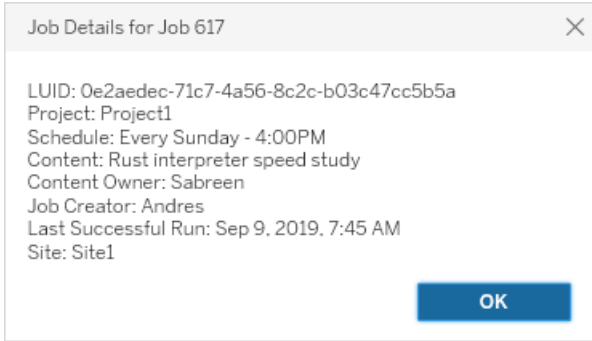 Job Details for Job 617
LUID: 0e2aedec-71c7-4a56-8c2c-b03c47cc5b5a
Project: Project1
Schedule: Every Sunday - 4:00PM
Content: Rust interpreter speed study
Content Owner: Sabreen
Job Creator: Andres
Last Successful Run: Sep 9, 2019, 7:45 AM
Site: Site1
OK